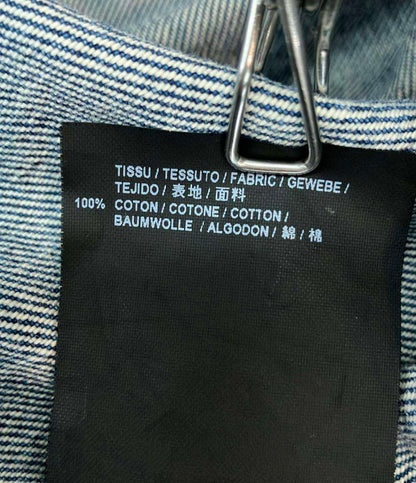 TISSU / TESSUTO / FABRIC / GEWEBE /
TEJIDO / 表地 / 面料
100% COTON / COTONE / COTTON /
BAUMWOLLE / ALGODON / 綿 / 棉